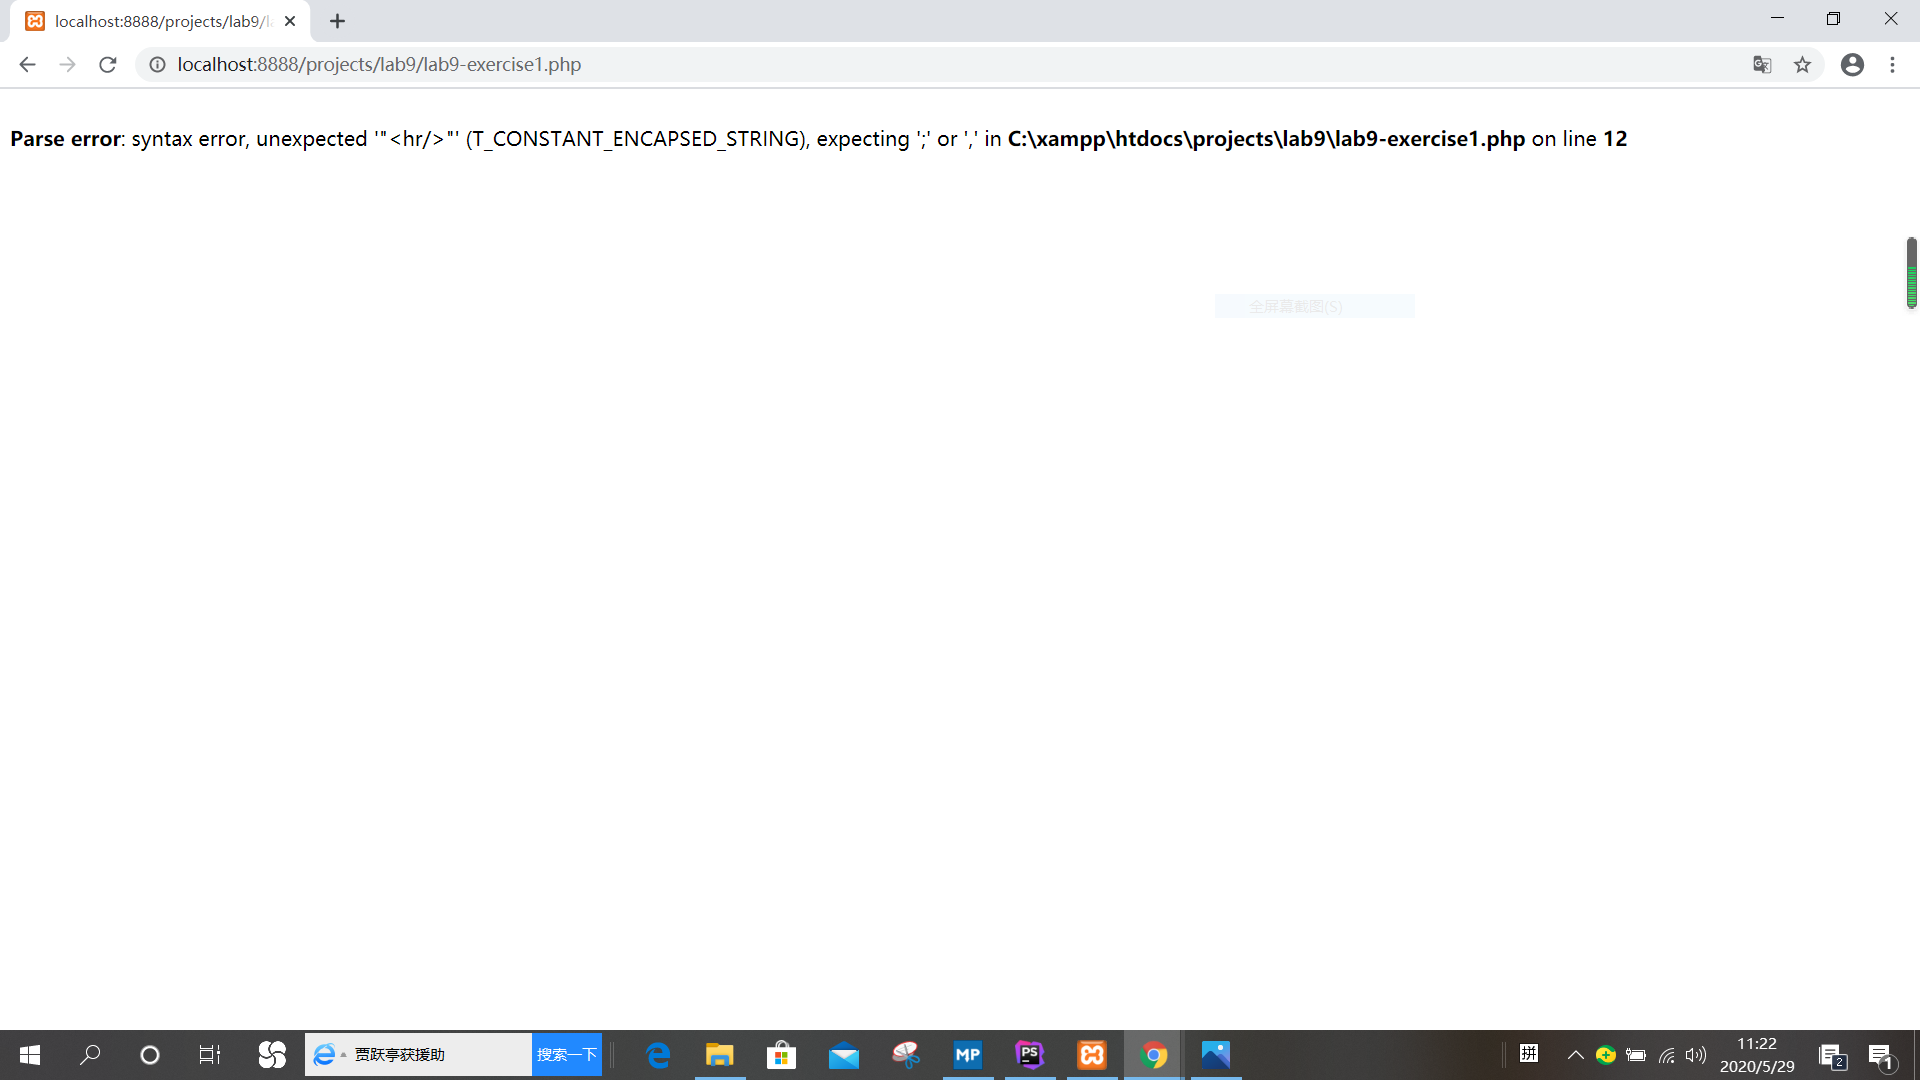 localhost:8888/projects/lab9/l
localhost:8888/projects/lab9/lab9-exercise1.php
Parse error: syntax error, unexpected '"<hr/>"' (T_CONSTANT_ENCAPSED_STRING), expecting ';' or ',' in C:\xampp\htdocs\projects\lab9\lab9-exercise1.php on line 12
全屏幕截图(S)
贾跃亭获援助
搜索一下
MP
PS
拼
11:22
2020/5/29
2
1